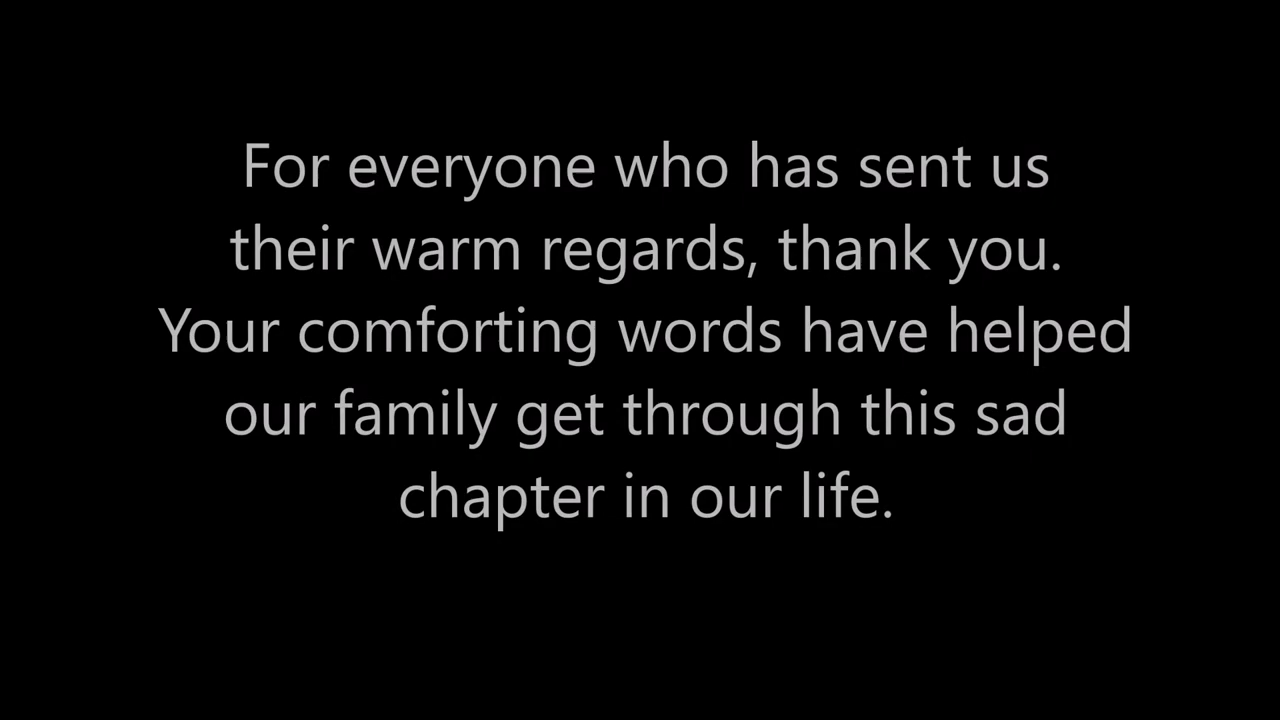 For everyone who has sent us
their warm regards, thank you.
Your comforting words have helped
our family get through this sad
chapter in our life.